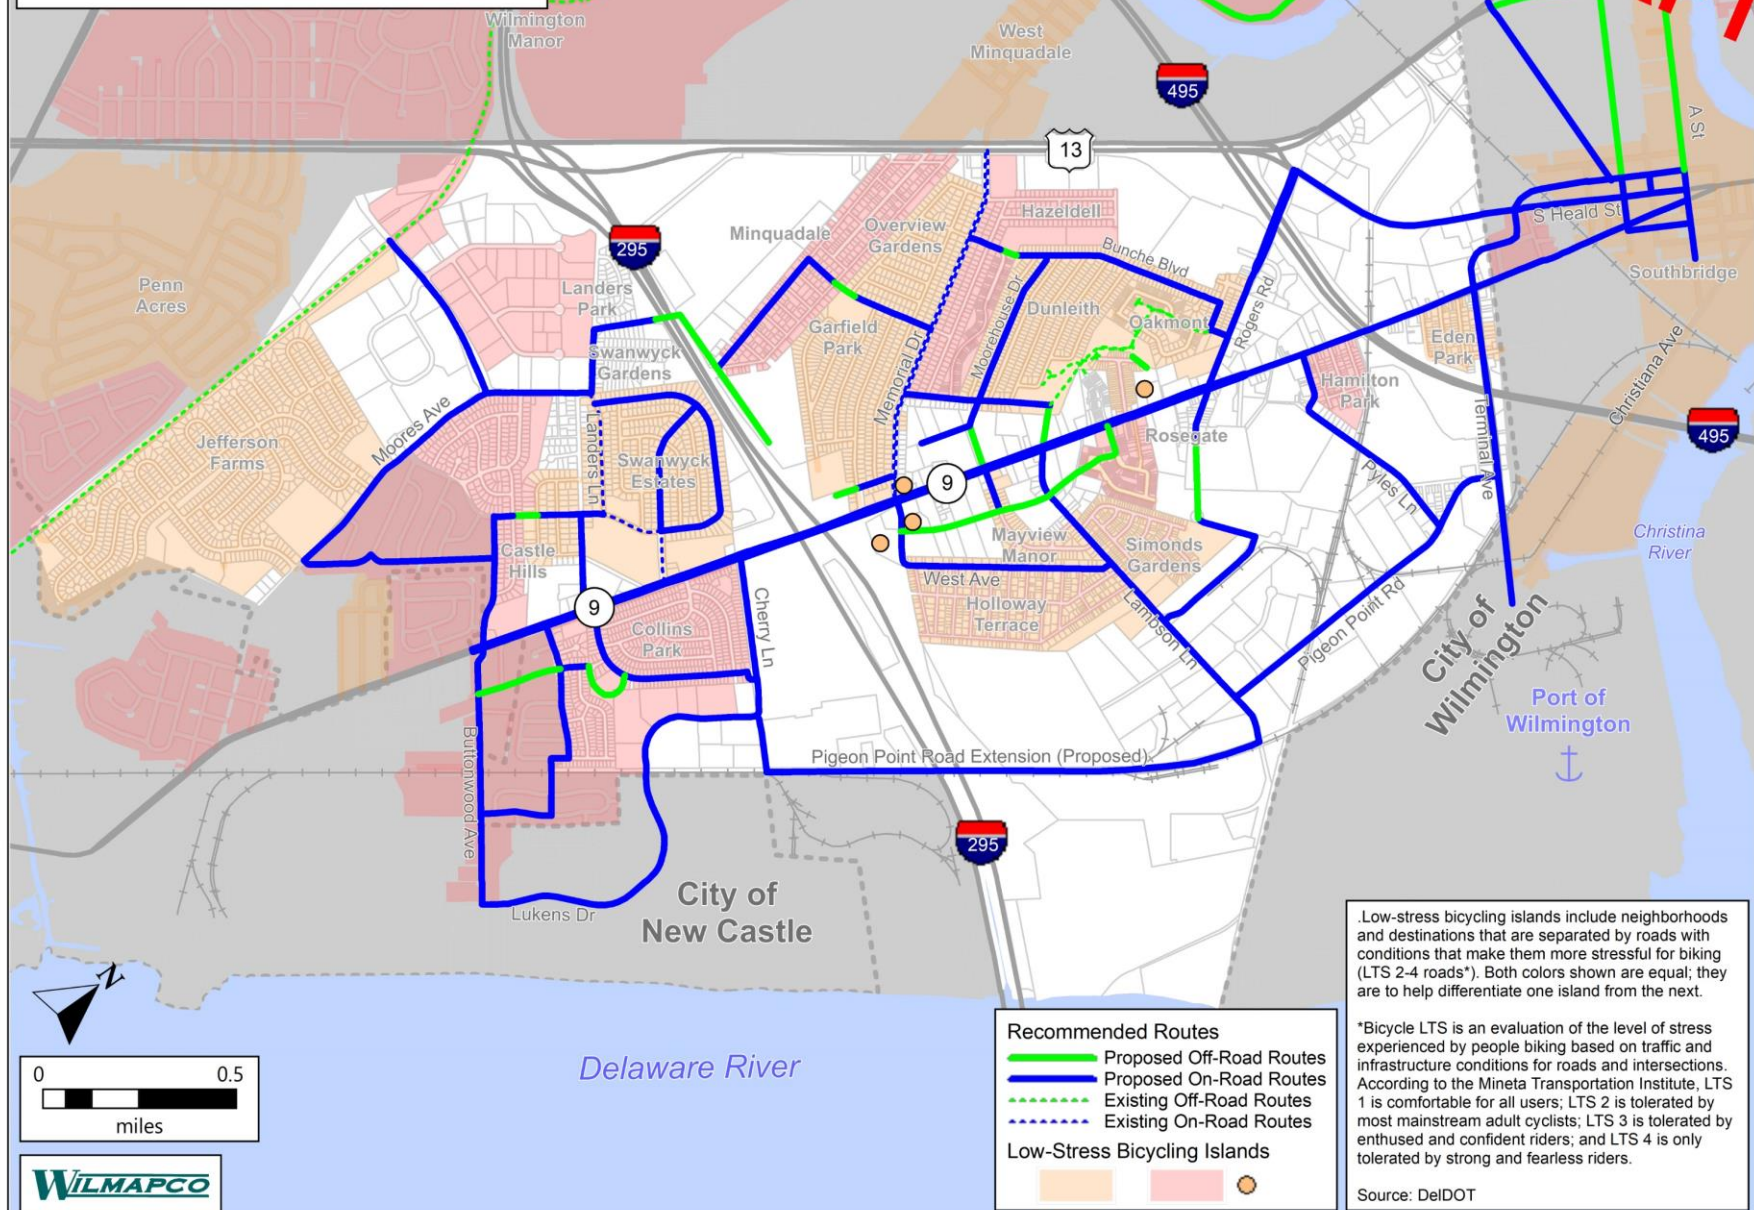 Wilmington
Manor
West
Minquadale
495
13
A St
Overview
Gardens
Hazeldell
S Heald St
Minquadale
295
Bunche Blvd
Southbridge
Penn
Acres
Landers
Park
Morehouse Dr
Dunleith
Oakmont
Rogers Rd
Garfield
Park
Eden
Park
Swanwyck
Gardens
Memorial Dr
Christiana Ave
Hamilton
Park
Moores Ave
Landers Ln
Terminal Ave
495
Jefferson
Farms
Rosegate
Swanwyck
Estates
9
Pyles Ln
Castle
Hills
Mayview
Manor
Simonds
Gardens
Christina
River
West Ave
9
Cherry Ln
Holloway
Terrace
Lambson Ln
Pigeon Point Rd
Collins
Park
City of
Wilmington
Port of
Wilmington
Buttonwood Ave
Pigeon Point Road Extension (Proposed)
295
City of
New Castle
Lukens Dr
N
Delaware River
0 0.5
miles
WILMAPCO
Recommended Routes
Proposed Off-Road Routes
Proposed On-Road Routes
Existing Off-Road Routes
Existing On-Road Routes
Low-Stress Bicycling Islands
.Low-stress bicycling islands include neighborhoods
and destinations that are separated by roads with
conditions that make them more stressful for biking
(LTS 2-4 roads*). Both colors shown are equal; they
are to help differentiate one island from the next.
*Bicycle LTS is an evaluation of the level of stress
experienced by people biking based on traffic and
infrastructure conditions for roads and intersections.
According to the Mineta Transportation Institute, LTS
1 is comfortable for all users; LTS 2 is tolerated by
most mainstream adult cyclists; LTS 3 is tolerated by
enthused and confident riders; and LTS 4 is only
tolerated by strong and fearless riders.
Source: DelDOT